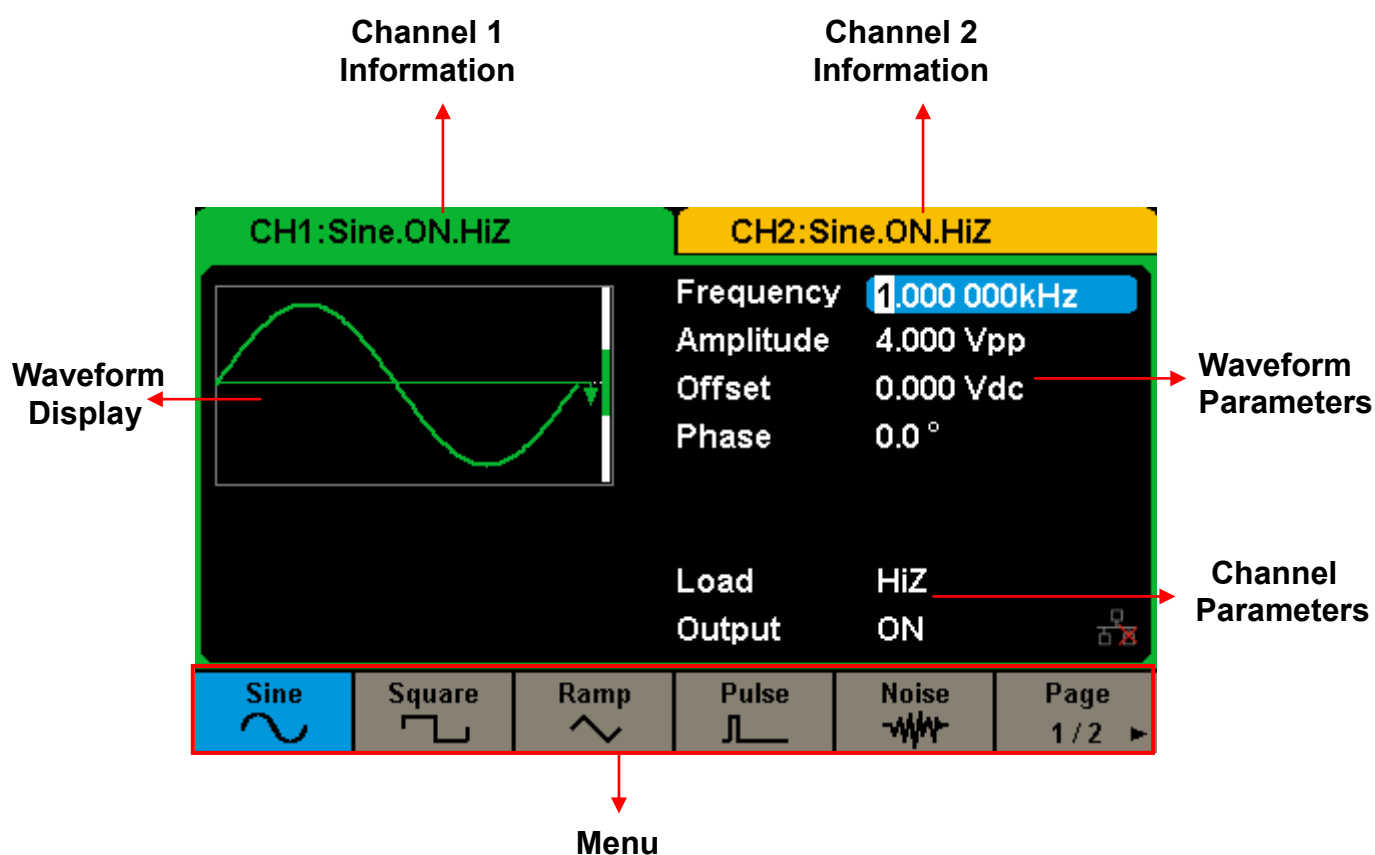 Channel 1
Information
Channel 2
Information
CH1:Sine.ON.HiZ
CH2:Sine.ON.HiZ
Waveform
Display
Frequency 1.000 000kHz
Amplitude 4.000 Vpp
Offset 0.000 Vdc
Phase 0.0 °
Waveform
Parameters
Load HiZ
Output ON
Channel
Parameters
Sine
Square
Ramp
Pulse
Noise
Page
1 / 2
Menu